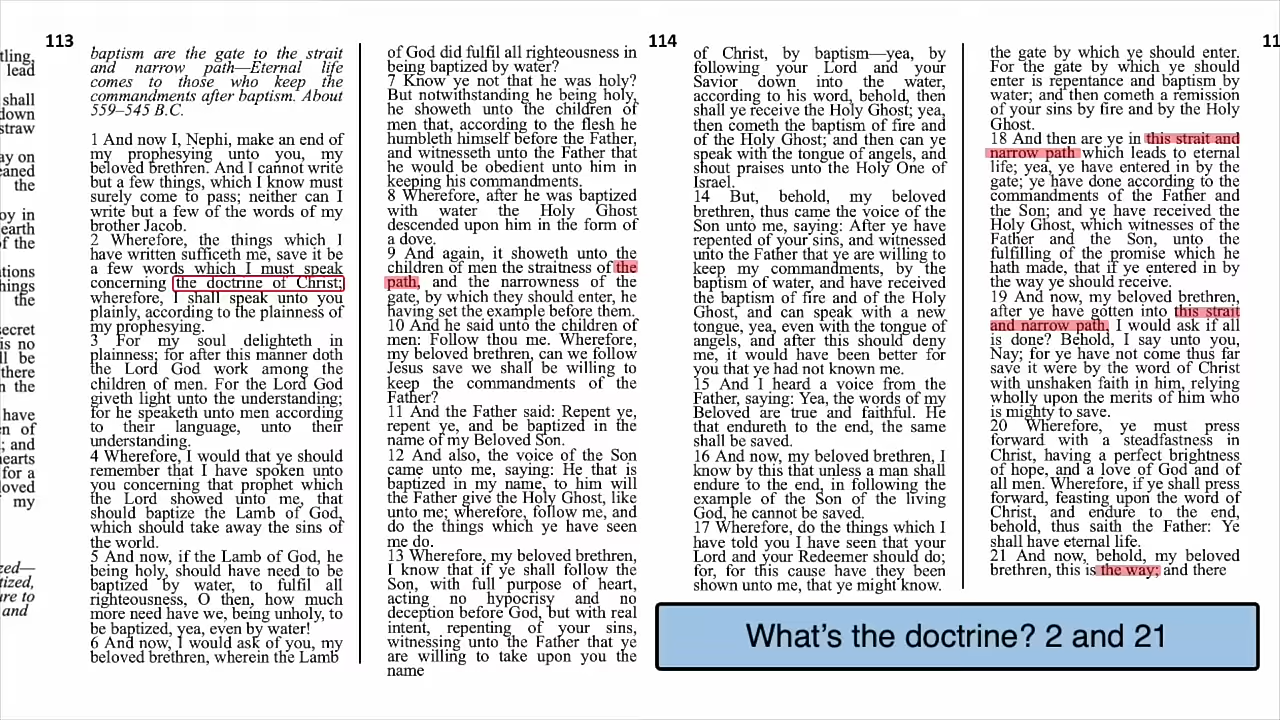 113
114
11
tling,
lead
shall
down
straw
ay on
eaned
the
oy in
earth
of the
ations
hings
the
secret
is no
ll be
there
h the
have
en of
; and
hearts
for a
loved
my
zed—
tized,
are to
and
baptism are the gate to the strait
and narrow path—Eternal life
comes to those who keep the
commandments after baptism. About
559–545 B.C.
1 And now I, Nephi, make an end of
my prophesying unto you, my
beloved brethren. And I cannot write
but a few things, which I know must
surely come to pass; neither can I
write but a few of the words of my
brother Jacob.
2 Wherefore, the things which I
have written sufficeth me, save it be
a few words which I must speak
concerning the doctrine of Christ;
wherefore, I shall speak unto you
plainly, according to the plainness of
my prophesying.
3 For my soul delighteth in
plainness; for after this manner doth
the Lord God work among the
children of men. For the Lord God
giveth light unto the understanding;
for he speaketh unto men according
to their language, unto their
understanding.
4 Wherefore, I would that ye should
remember that I have spoken unto
you concerning that prophet which
the Lord showed unto me, that
should baptize the Lamb of God,
which should take away the sins of
the world.
5 And now, if the Lamb of God, he
being holy, should have need to be
baptized by water, to fulfil all
righteousness, O then, how much
more need have we, being unholy, to
be baptized, yea, even by water!
6 And now, I would ask of you, my
beloved brethren, wherein the Lamb
of God did fulfil all righteousness in
being baptized by water?
7 Know ye not that he was holy?
But notwithstanding he being holy,
he showeth unto the children of
men that, according to the flesh he
humbleth himself before the Father,
and witnesseth unto the Father that
he would be obedient unto him in
keeping his commandments.
8 Wherefore, after he was baptized
with water the Holy Ghost
descended upon him in the form of
a dove.
9 And again, it showeth unto the
children of men the straitness of the
path, and the narrowness of the
gate, by which they should enter, he
having set the example before them.
10 And he said unto the children of
men: Follow thou me. Wherefore,
my beloved brethren, can we follow
Jesus save we shall be willing to
keep the commandments of the
Father?
11 And the Father said: Repent ye,
repent ye, and be baptized in the
name of my Beloved Son.
12 And also, the voice of the Son
came unto me, saying: He that is
baptized in my name, to him will
the Father give the Holy Ghost, like
unto me; wherefore, follow me, and
do the things which ye have seen
me do.
13 Wherefore, my beloved brethren,
I know that if ye shall follow the
Son, with full purpose of heart,
acting no hypocrisy and no
deception before God, but with real
intent, repenting of your sins,
witnessing unto the Father that ye
are willing to take upon you the
name
of Christ, by baptism—yea, by
following your Lord and your
Savior down into the water,
according to his word, behold, then
shall ye receive the Holy Ghost; yea,
then cometh the baptism of fire and
of the Holy Ghost; and then can ye
speak with the tongue of angels, and
shout praises unto the Holy One of
Israel.
14 But, behold, my beloved
brethren, thus came the voice of the
Son unto me, saying: After ye have
repented of your sins, and witnessed
unto the Father that ye are willing to
keep my commandments, by the
baptism of water, and have received
the baptism of fire and of the Holy
Ghost, and can speak with a new
tongue, yea, even with the tongue of
angels, and after this should deny
me, it would have been better for
you that ye had not known me.
15 And I heard a voice from the
Father, saying: Yea, the words of my
Beloved are true and faithful. He
that endureth to the end, the same
shall be saved.
16 And now, my beloved brethren, I
know by this that unless a man shall
endure to the end, in following the
example of the Son of the living
God, he cannot be saved.
17 Wherefore, do the things which I
have told you I have seen that your
Lord and your Redeemer should do;
for, for this cause have they been
shown unto me, that ye might know.
the gate by which ye should enter.
For the gate by which ye should
enter is repentance and baptism by
water; and then cometh a remission
of your sins by fire and by the Holy
Ghost.
18 And then are ye in this strait and
narrow path which leads to eternal
life; yea, ye have entered in by the
gate; ye have done according to the
commandments of the Father and
the Son; and ye have received the
Holy Ghost, which witnesses of the
Father and the Son, unto the
fulfilling of the promise which he
hath made, that if ye entered in by
the way ye should receive.
19 And now, my beloved brethren,
after ye have gotten into this strait
and narrow path, I would ask if all
is done? Behold, I say unto you,
Nay; for ye have not come thus far
save it were by the word of Christ
with unshaken faith in him, relying
wholly upon the merits of him who
is mighty to save.
20 Wherefore, ye must press
forward with a steadfastness in
Christ, having a perfect brightness
of hope, and a love of God and of
all men. Wherefore, if ye shall press
forward, feasting upon the word of
Christ, and endure to the end,
behold, thus saith the Father: Ye
shall have eternal life.
21 And now, behold, my beloved
brethren, this is the way; and there
What's the doctrine? 2 and 21